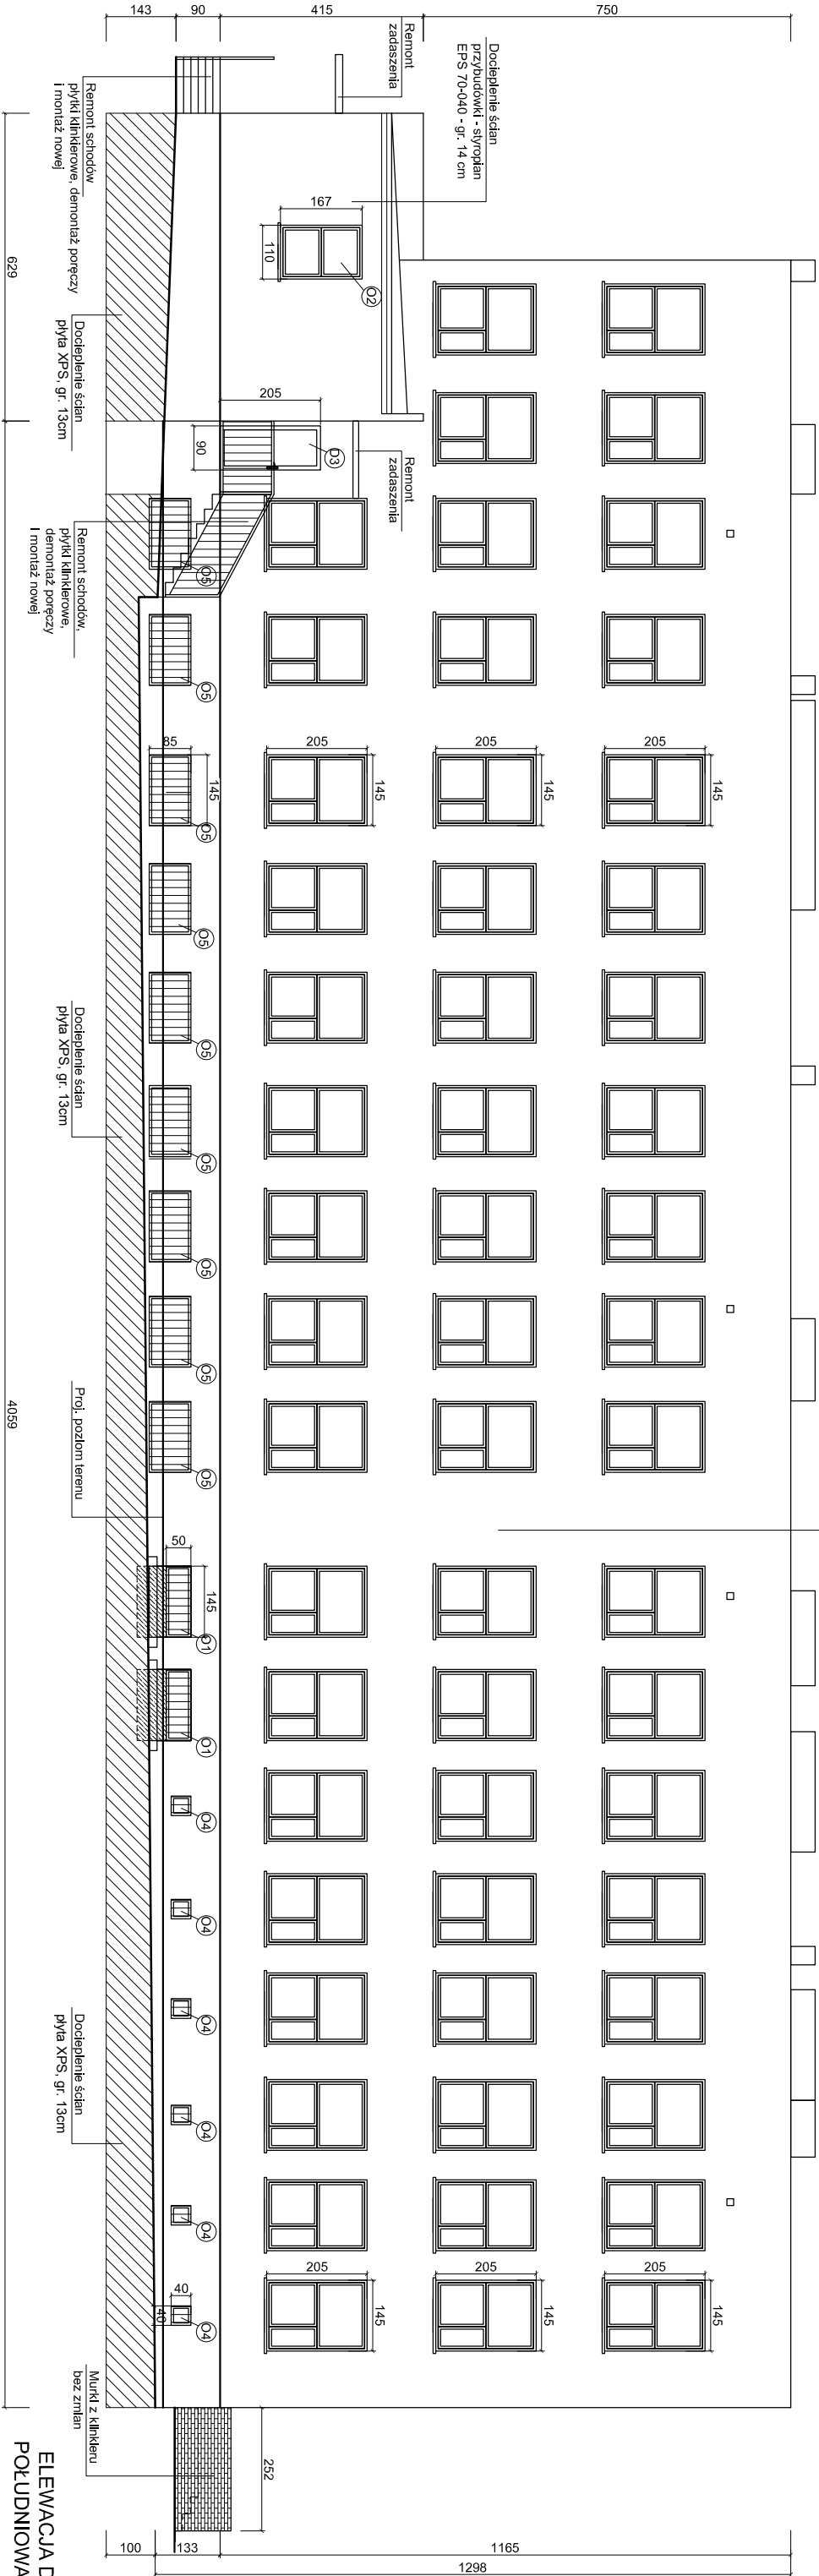 143
90
415
750
Remont
zadaszenia
Docieplenie ścian
przybudówki - styropian
EPS 70-040 - gr. 14 cm
Remont schodów
płytki klinkierowe, demontaż poręczy
i montaż nowej
167
110
O2
629
Docieplenie ścian
płyta XPS, gr. 13cm
205
90
D3
Remont
zadaszenia
Remont schodów,
płytki klinkierowe,
demontaż poręczy
i montaż nowej
O5
O5
85
145
O5
205
145
205
145
205
145
O5
O5
O5
O5
O5
O5
Docieplenie ścian
płyta XPS, gr. 13cm
4059
Proj. poziom terenu
50
145
O1
O1
O4
O4
O4
O4
O4
40
40
O4
205
145
205
145
205
145
Docieplenie ścian
płyta XPS, gr. 13cm
Murki z klinkieru
bez zmian
252
100
133
1165
1298
ELEWACJA D
POŁUDNIOWA